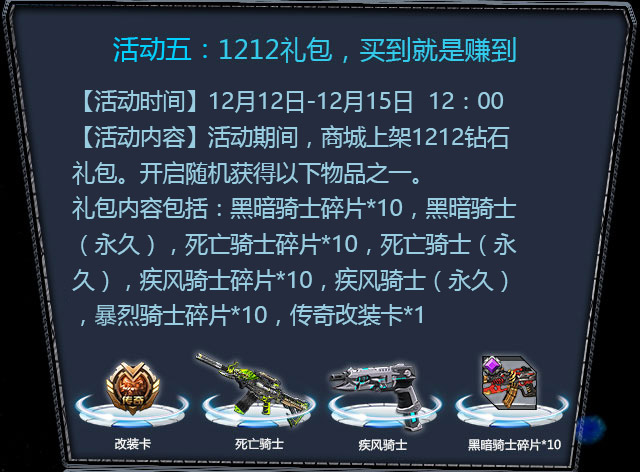 活动五：1212礼包，买到就是赚到
【活动时间】12月12日-12月15日 12：00
【活动内容】活动期间，商城上架1212钻石
礼包。开启随机获得以下物品之一。
礼包内容包括：黑暗骑士碎片*10，黑暗骑士
（永久），死亡骑士碎片*10，死亡骑士（永
久），疾风骑士碎片*10，疾风骑士（永久）
，暴烈骑士碎片*10，传奇改装卡*1
传奇
改装卡
死亡骑士
疾风骑士
黑暗骑士碎片*10